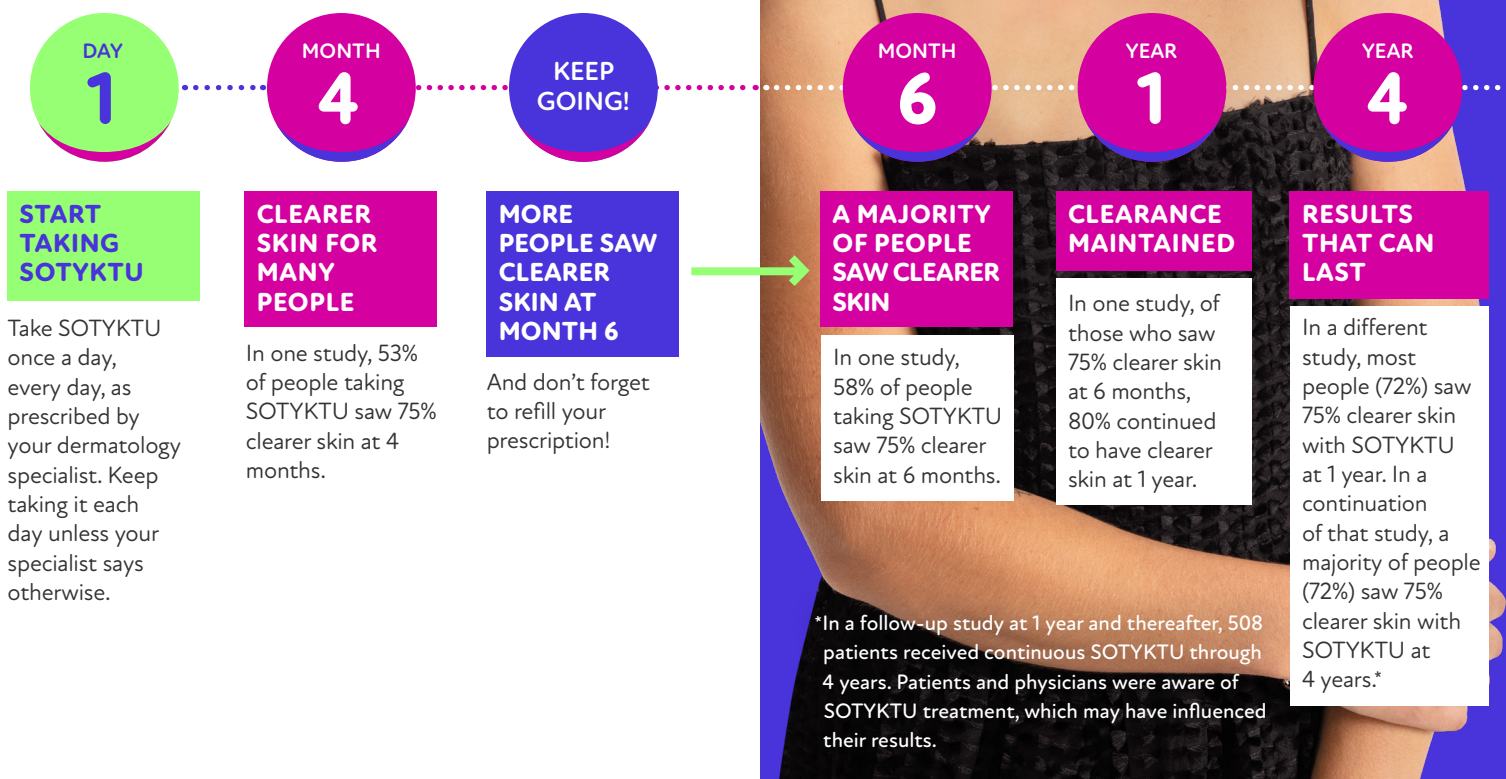 DAY
1
START
TAKING
SOTYKTU
Take SOTYKTU
once a day,
every day, as
prescribed by
your dermatology
specialist. Keep
taking it each
day unless your
specialist says
otherwise.
MONTH
4
CLEARER
SKIN FOR
MANY
PEOPLE
In one study, 53%
of people taking
SOTYKTU saw 75%
clearer skin at 4
months.
KEEP
GOING!
MORE
PEOPLE SAW
CLEARER
SKIN AT
MONTH 6
And don’t forget
to refill your
prescription!
MONTH
6
A MAJORITY
OF PEOPLE
SAW CLEARER
SKIN
In one study,
58% of people
taking SOTYKTU
saw 75% clearer
skin at 6 months.
YEAR
1
CLEARANCE
MAINTAINED
In one study, of
those who saw
75% clearer skin
at 6 months,
80% continued
to have clearer
skin at 1 year.
YEAR
4
RESULTS
THAT CAN
LAST
In a different
study, most
people (72%) saw
75% clearer skin
with SOTYKTU
at 1 year. In a
continuation
of that study, a
majority of people
(72%) saw 75%
clearer skin with
SOTYKTU at
4 years.*
*In a follow-up study at 1 year and thereafter, 508
patients received continuous SOTYKTU through
4 years. Patients and physicians were aware of
SOTYKTU treatment, which may have influenced
their results.